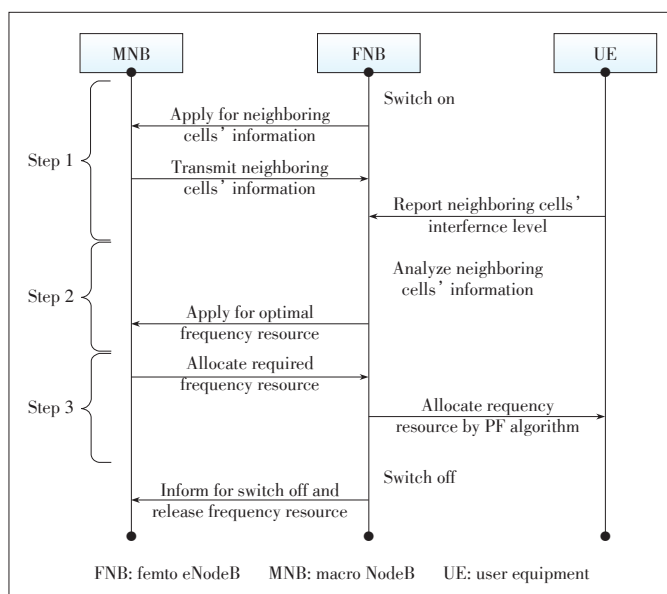 MNB
FNB
UE
Switch on
Apply for neighboring
cells' information
Step 1
Transmit neighboring
cells' information
Report neighboring cells'
interfernce level
Analyze neighboring
cells' information
Step 2
Apply for optimal
frequency resource
Allocate required
frequency resource
Step 3
Allocate requency
resource by PF algorithm
Switch off
Inform for switch off and
release frequency resource
FNB: femto eNodeB MNB: macro NodeB UE: user equipment